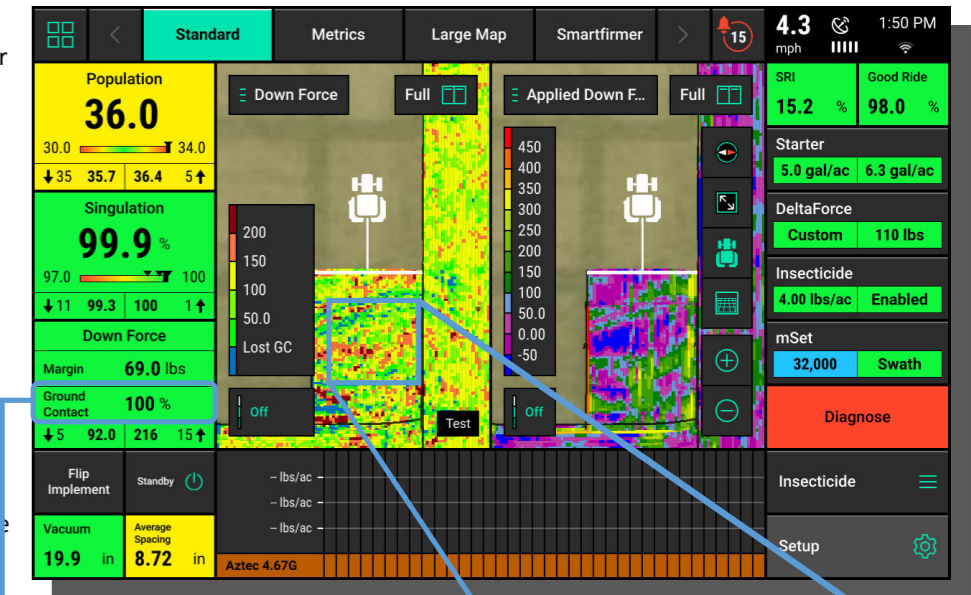 r
Standard
Metrics
Large Map
Smartfirmer
15
4.3
mph
1:50 PM
Population
36.0
30.0
34.0
35 35.7 36.4 5
Singulation
99.9 %
97.0
100
11 99.3 100 1
Down Force
Margin 69.0 lbs
Ground Contact 100 %
5 92.0 216 15
Flip Implement
Standby
Vacuum
19.9 in
Average Spacing
8.72 in
e
Down Force
Full
200
150
100
50.0
Lost GC
Off
Test
Applied Down F...
Full
450
400
350
300
250
200
150
100
50.0
0.00
-50
Off
-- lbs/ac
-- lbs/ac
-- lbs/ac
Aztec 4.67G
SRI
15.2 %
Good Ride
98.0 %
Starter
5.0 gal/ac 6.3 gal/ac
DeltaForce
Custom 110 lbs
Insecticide
4.00 lbs/ac Enabled
mSet
32,000 Swath
Diagnose
Insecticide
Setup